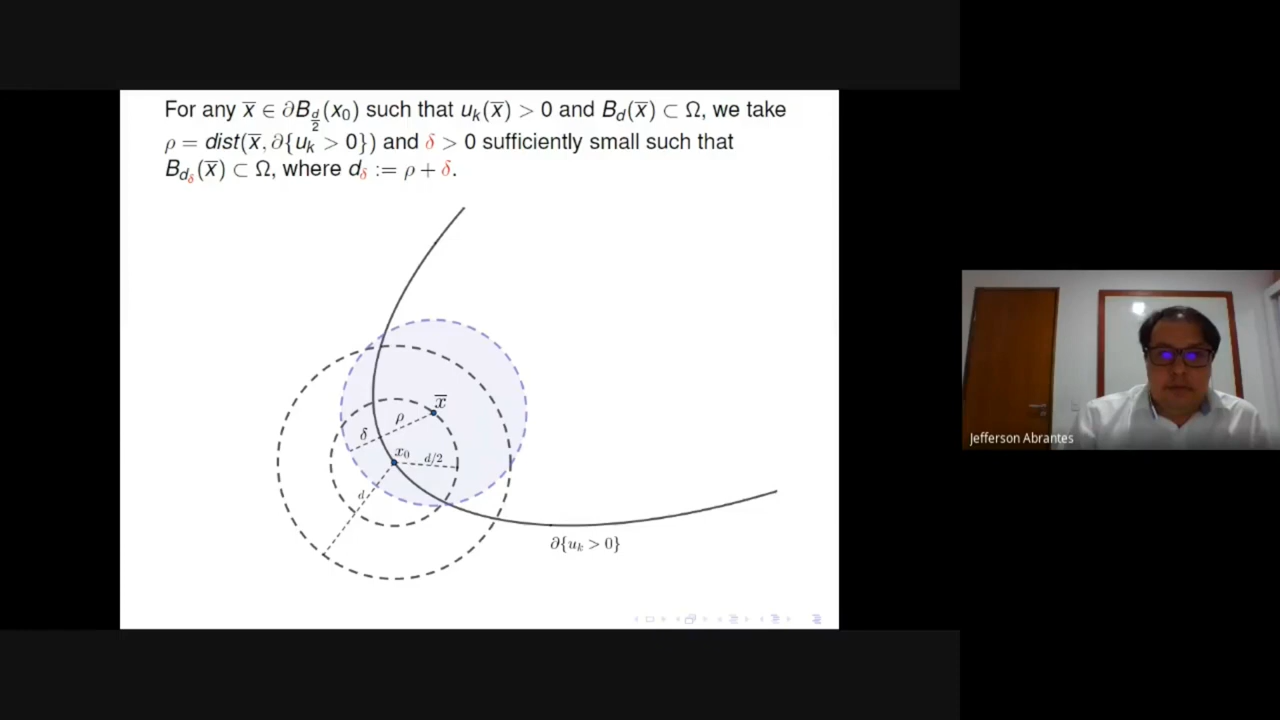 For any x̅ ∈ ∂B_{d/2}(x₀) such that u_k(x̅) > 0 and B_d(x̅) ⊂ Ω, we take
ρ = dist(x̅, ∂{u_k > 0}) and δ > 0 sufficiently small such that
B_{d_δ}(x̅) ⊂ Ω, where d_δ := ρ + δ.
x̅
ρ
δ
x₀
d/2
d
∂{u_k > 0}
Jefferson Abrantes